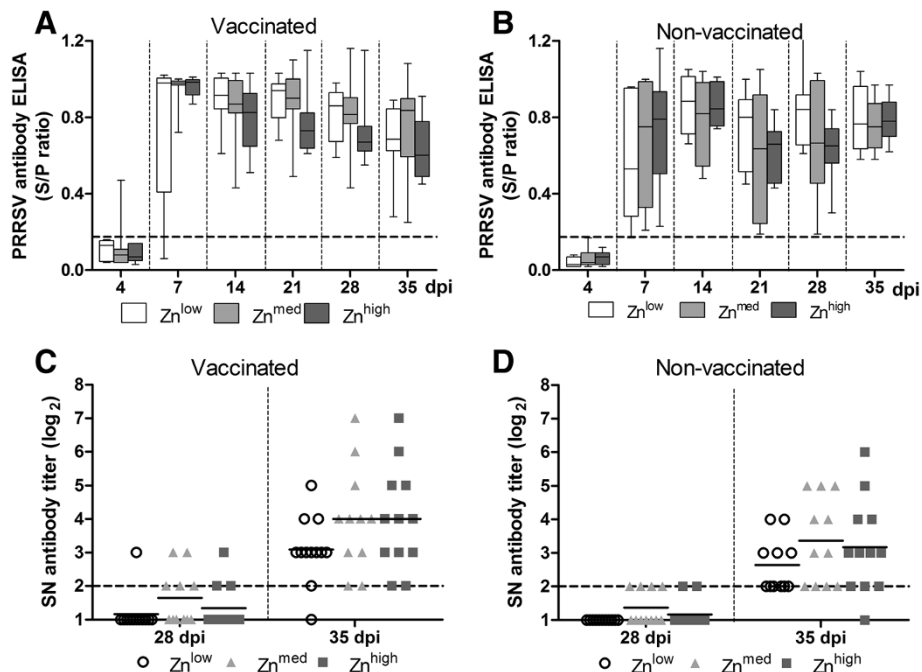 A
Vaccinated
PRRSV antibody ELISA
(S/P ratio)
1.2
0.8
0.4
0.0
4 7 14 21 28 35 dpi
Zn^low Zn^med Zn^high
B
Non-vaccinated
PRRSV antibody ELISA
(S/P ratio)
1.2
0.8
0.4
0.0
4 7 14 21 28 35 dpi
Zn^low Zn^med Zn^high
C
Vaccinated
SN antibody titer (log₂)
8
7
6
5
4
3
2
1
28 dpi 35 dpi
Zn^low Zn^med Zn^high
D
Non-vaccinated
SN antibody titer (log₂)
8
7
6
5
4
3
2
1
28 dpi 35 dpi
Zn^low Zn^med Zn^high